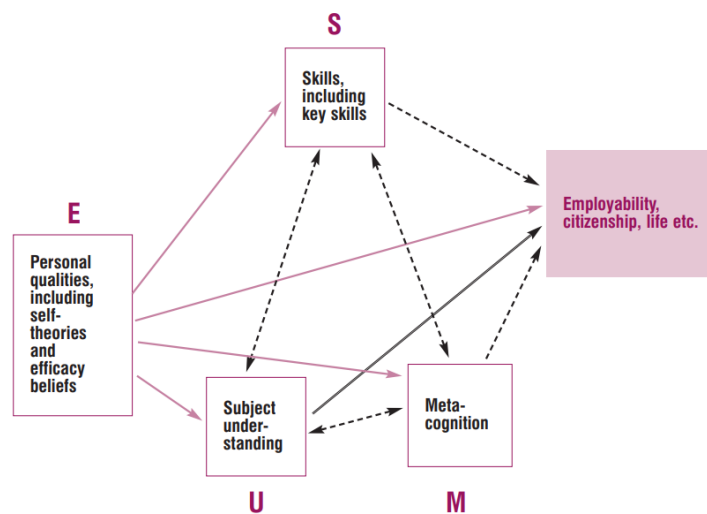 S
Skills,
including
key skills
Employability,
citizenship, life etc.
E
Personal
qualities,
including
self-
theories
and
efficacy
beliefs
Subject
under-
standing
Meta-
cognition
U
M